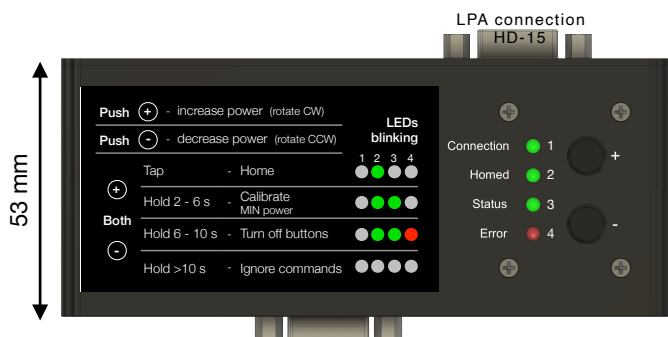 LPA connection
HD-15
53 mm
Push + - increase power (rotate CW)
Push - - decrease power (rotate CCW)
LEDs
blinking
1 2 3 4
+
Both
-
Tap - Home
Hold 2 - 6 s - Calibrate
MIN power
Hold 6 - 10 s - Turn off buttons
Hold >10 s - Ignore commands
Connection 1
Homed 2
Status 3
Error 4
+
-